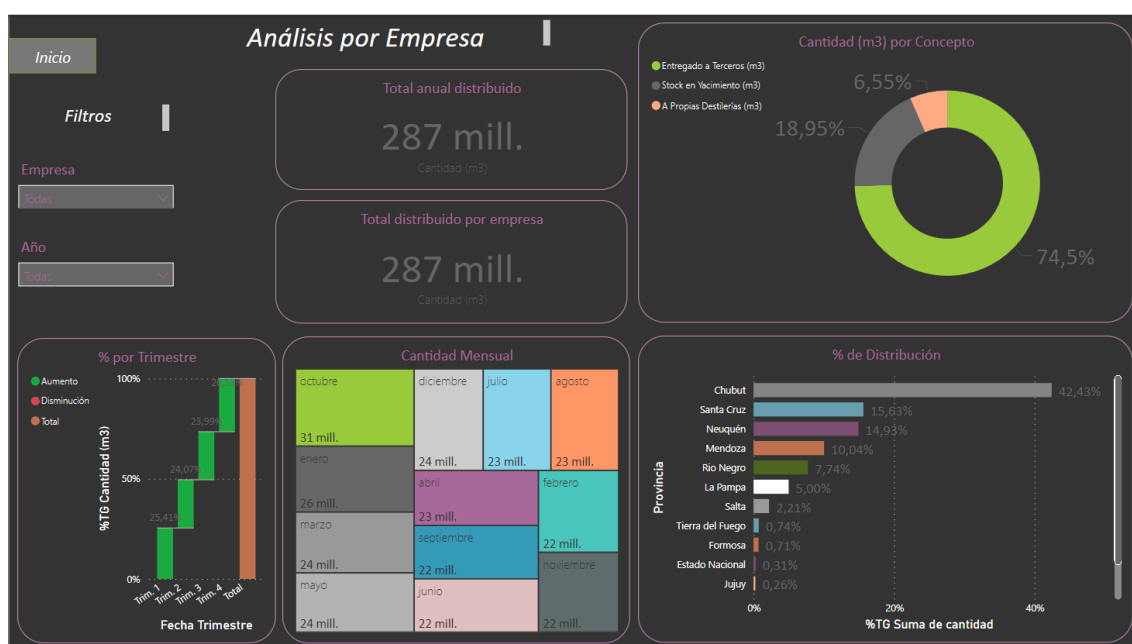 Inicio
Análisis por Empresa
Filtros
Empresa
Todas
Año
Todas
Total anual distribuido
287 mill.
Cantidad (m3)
Total distribuido por empresa
287 mill.
Cantidad (m3)
Cantidad (m3) por Concepto
Entregado a Terceros (m3)
Stock en Yacimiento (m3)
A Propias Destilerías (m3)
6,55%
18,95%
74,5%
% por Trimestre
Aumento
Disminución
Total
%TG Cantidad (m3)
100%
50%
0%
25,41%
24,07%
23,99%
Trim. 1
Trim. 2
Trim. 3
Trim. 4
Total
Fecha Trimestre
Cantidad Mensual
octubre
31 mill.
enero
26 mill.
marzo
24 mill.
mayo
24 mill.
diciembre
24 mill.
julio
23 mill.
agosto
23 mill.
abril
23 mill.
septiembre
22 mill.
junio
22 mill.
febrero
22 mill.
noviembre
22 mill.
% de Distribución
Provincia
Chubut 42,43%
Santa Cruz 15,63%
Neuquén 14,93%
Mendoza 10,04%
Rio Negro 7,74%
La Pampa 5,00%
Salta 2,21%
Tierra del Fuego 0,74%
Formosa 0,71%
Estado Nacional 0,31%
Jujuy 0,26%
0% 20% 40%
%TG Suma de cantidad